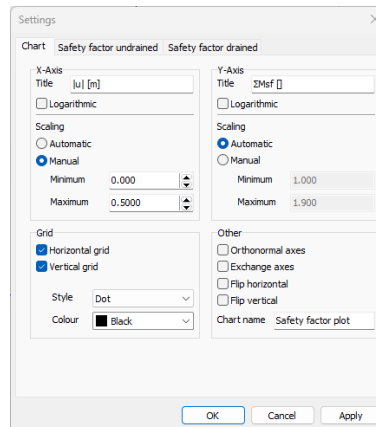 Settings
Chart Safety factor undrained Safety factor drained
X-Axis
Title |u| [m]
Logarithmic
Scaling
Automatic
Manual
Minimum 0.000
Maximum 0.5000
Y-Axis
Title ΣMsf []
Logarithmic
Scaling
Automatic
Manual
Minimum 1.000
Maximum 1.900
Grid
Horizontal grid
Vertical grid
Style Dot
Colour Black
Other
Orthonormal axes
Exchange axes
Flip horizontal
Flip vertical
Chart name Safety factor plot
OK Cancel Apply